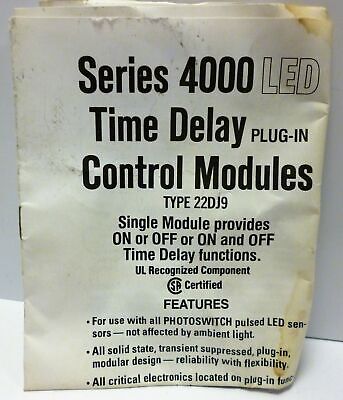 Series 4000 LED
Time Delay PLUG-IN
Control Modules
TYPE 22DJ9
Single Module provides
ON or OFF or ON and OFF
Time Delay functions.
UL Recognized Component
SA Certified
FEATURES
• For use with all PHOTOSWITCH pulsed LED sen-
sors — not affected by ambient light.
• All solid state, transient suppressed, plug-in,
modular design — reliability with flexibility.
• All critical electronics located on plug-in func